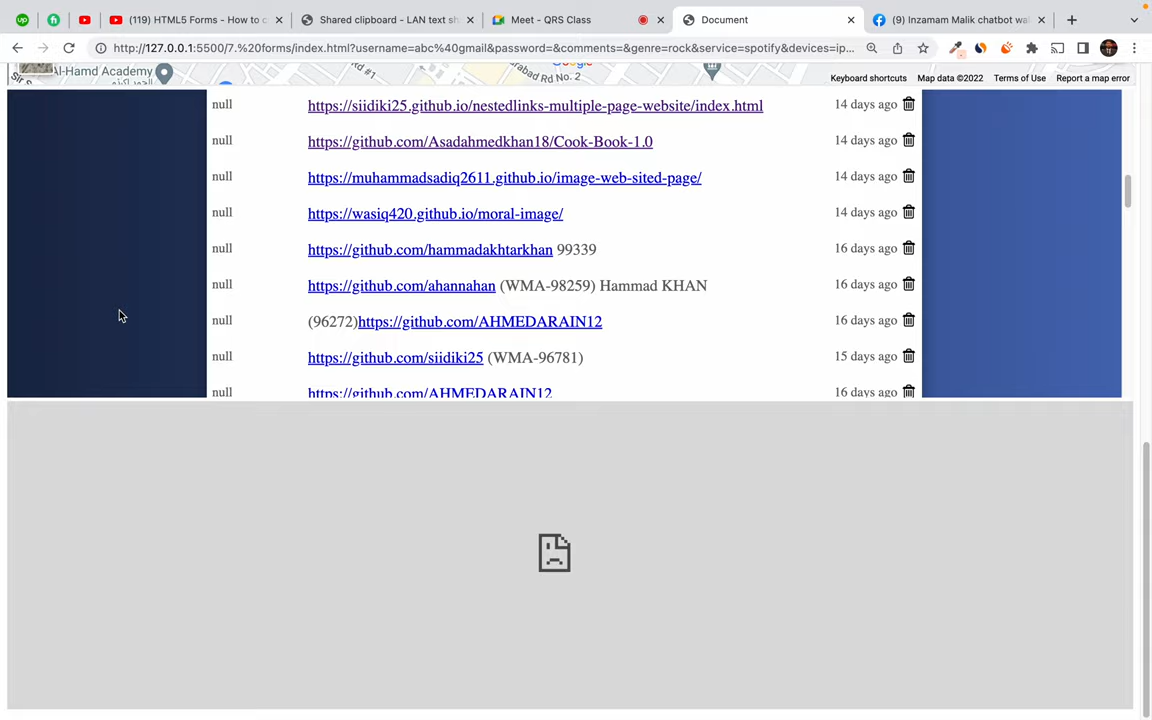 (119) HTML5 Forms - How to c
Shared clipboard - LAN text sh
Meet - QRS Class
Document
(9) Inzamam Malik chatbot wa
http://127.0.0.1:5500/7.%20forms/index.html?username=abc%40gmail&password=&comments=&genre=rock&service=spotify&devices=ip...
Al-Hamd Academy
Rd #1
abad Rd No. 2
Keyboard shortcuts
Map data ©2022
Terms of Use
Report a map error
null https://siidiki25.github.io/nestedlinks-multiple-page-website/index.html 14 days ago
null https://github.com/Asadahmedkhan18/Cook-Book-1.0 14 days ago
null https://muhammadsadiq2611.github.io/image-web-sited-page/ 14 days ago
null https://wasiq420.github.io/moral-image/ 14 days ago
null https://github.com/hammadakhtarkhan 99339 16 days ago
null https://github.com/ahannahan (WMA-98259) Hammad KHAN 16 days ago
null (96272)https://github.com/AHMEDARAIN12 16 days ago
null https://github.com/siidiki25 (WMA-96781) 15 days ago
null https://github.com/AHMEDARAIN12 16 days ago